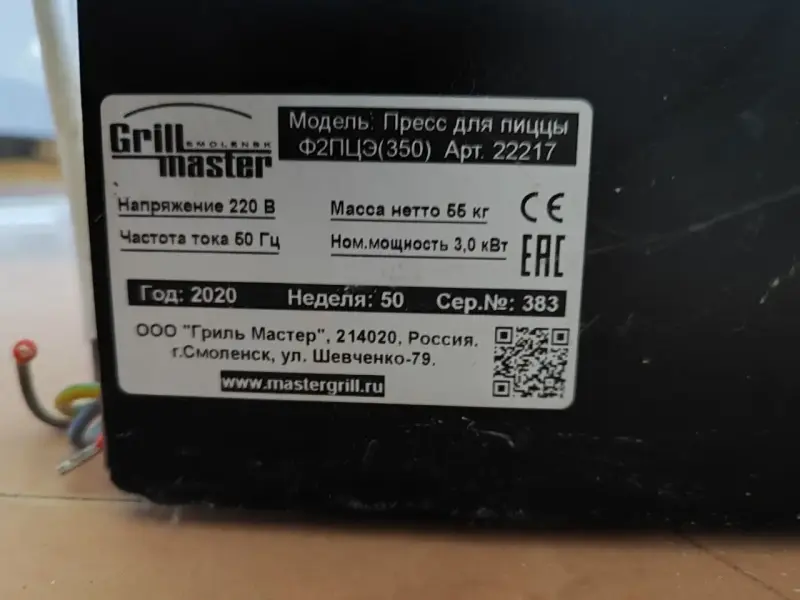 Grill
SMOLENSK
master
Модель: Пресс для пиццы
Ф2ПЦЭ(350) Арт. 22217
Напряжение 220 В
Масса нетто 55 кг
CE
Частота тока 50 Гц
Ном.мощность 3,0 кВт
EAC
Год: 2020 Неделя: 50 Сер.№: 383
ООО "Гриль Мастер", 214020, Россия,
г.Смоленск, ул. Шевченко-79.
www.mastergrill.ru